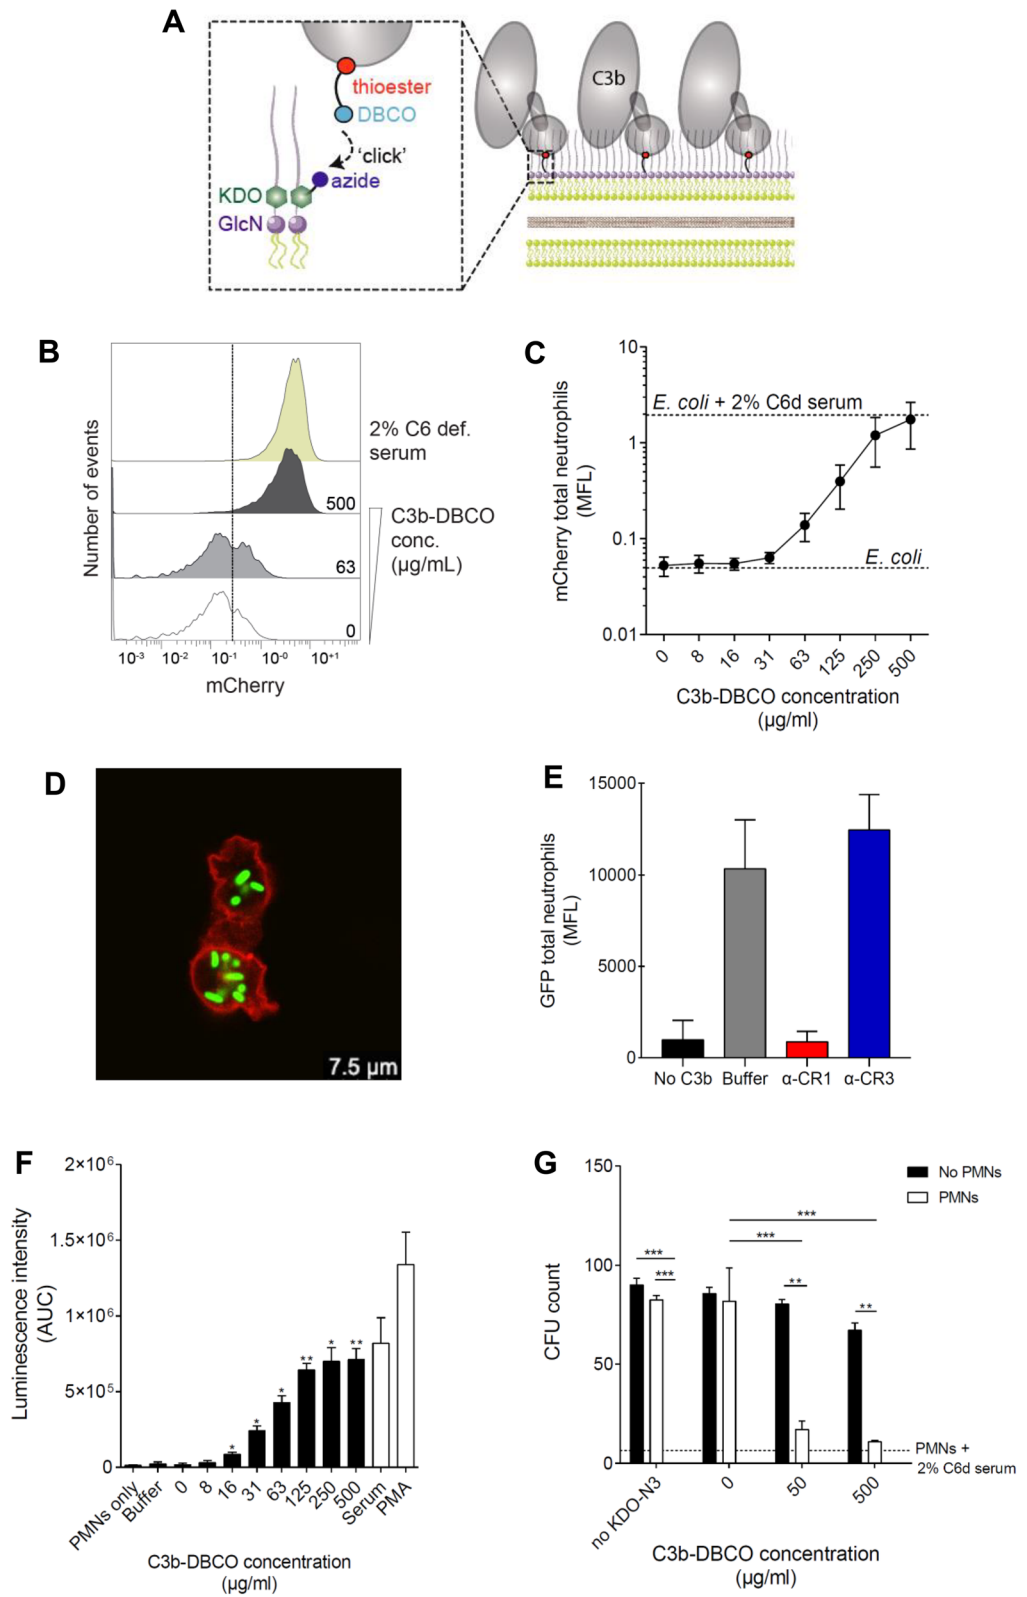 A
thioester
DBCO
'click'
azide
KDO
GlcN
C3b
B
Number of events
2% C6 def.
serum
500
63
0
C3b-DBCO
conc.
(µg/mL)
10-3 10-2 10-1 10-0 10+1
mCherry
C
mCherry total neutrophils
(MFL)
10
1
0.1
0.01
E. coli + 2% C6d serum
E. coli
0 8 16 31 63 125 250 500
C3b-DBCO concentration
(µg/ml)
D
7.5 µm
E
GFP total neutrophils
(MFL)
15000
10000
5000
0
No C3b Buffer α-CR1 α-CR3
F
Luminescence intensity
(AUC)
2×10⁶
1.5×10⁶
1×10⁶
5×10⁵
0
* * * ** * **
PMNs only Buffer 0 8 16 31 63 125 250 500 Serum PMA
C3b-DBCO concentration
(µg/ml)
G
CFU count
150
100
50
0
No PMNs
PMNs
***
***
***
***
**
**
PMNs +
2% C6d serum
no KDO-N3 0 50 500
C3b-DBCO concentration
(µg/ml)